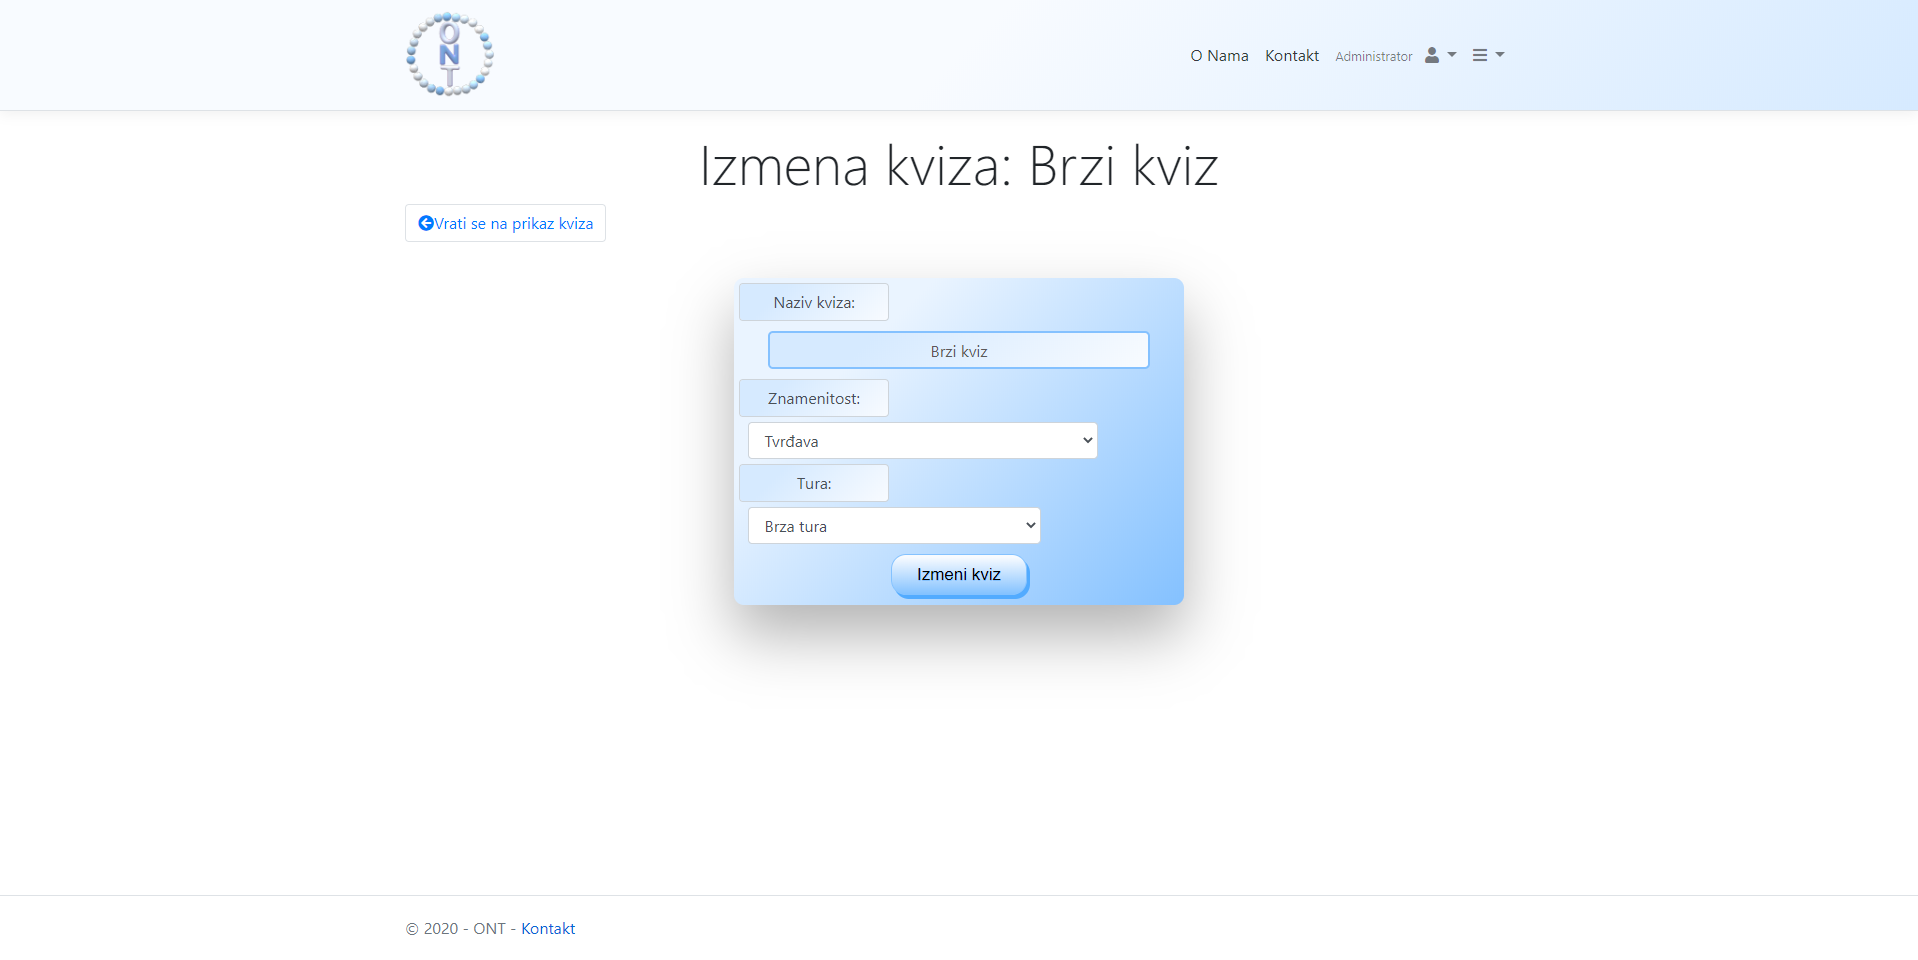 ONT
O Nama Kontakt Administrator
Izmena kviza: Brzi kviz
Vrati se na prikaz kviza
Naziv kviza:
Brzi kviz
Znamenitost:
Tvrđava
Tura:
Brza tura
Izmeni kviz
© 2020 - ONT - Kontakt